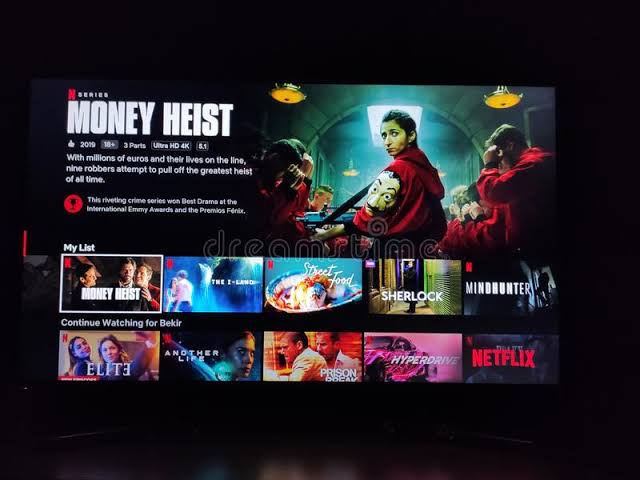 N SERIES
MONEY HEIST
2019 18+ 3 Parts Ultra HD 4K 5.1
With millions of euros and their lives on the line,
nine robbers attempt to pull off the greatest heist
of all time.
This riveting crime series won Best Drama at the
International Emmy Awards and the Premios Fénix.
dreamstime
My List
N MONEY HEIST
N THE I-LAND
N Street Food
BBC SHERLOCK
N MINDHUNTER
Continue Watching for Bekir
N ELITE
N ANOTHER LIFE
PRISON BREAK
N HYPERDRIVE
NETFLIX